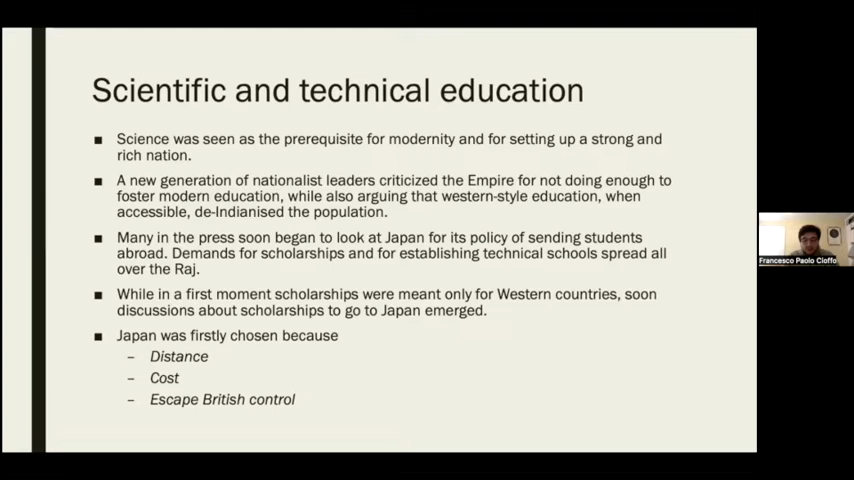 Scientific and technical education
■ Science was seen as the prerequisite for modernity and for setting up a strong and
rich nation.
■ A new generation of nationalist leaders criticized the Empire for not doing enough to
foster modern education, while also arguing that western-style education, when
accessible, de-Indianised the population.
■ Many in the press soon began to look at Japan for its policy of sending students
abroad. Demands for scholarships and for establishing technical schools spread all
over the Raj.
■ While in a first moment scholarships were meant only for Western countries, soon
discussions about scholarships to go to Japan emerged.
■ Japan was firstly chosen because
– Distance
– Cost
– Escape British control
Francesco Paolo Cioffo